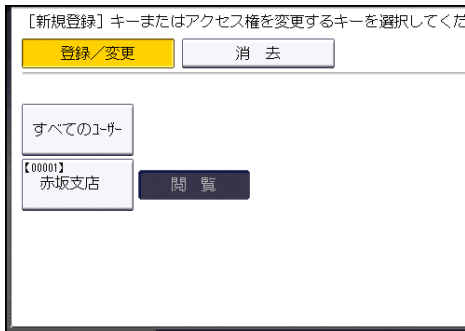 ［新規登録］キーまたはアクセス権を変更するキーを選択してくだ
登録／変更
消 去
すべてのﾕｰｻﾞｰ
【00001】
赤坂支店
閲 覧